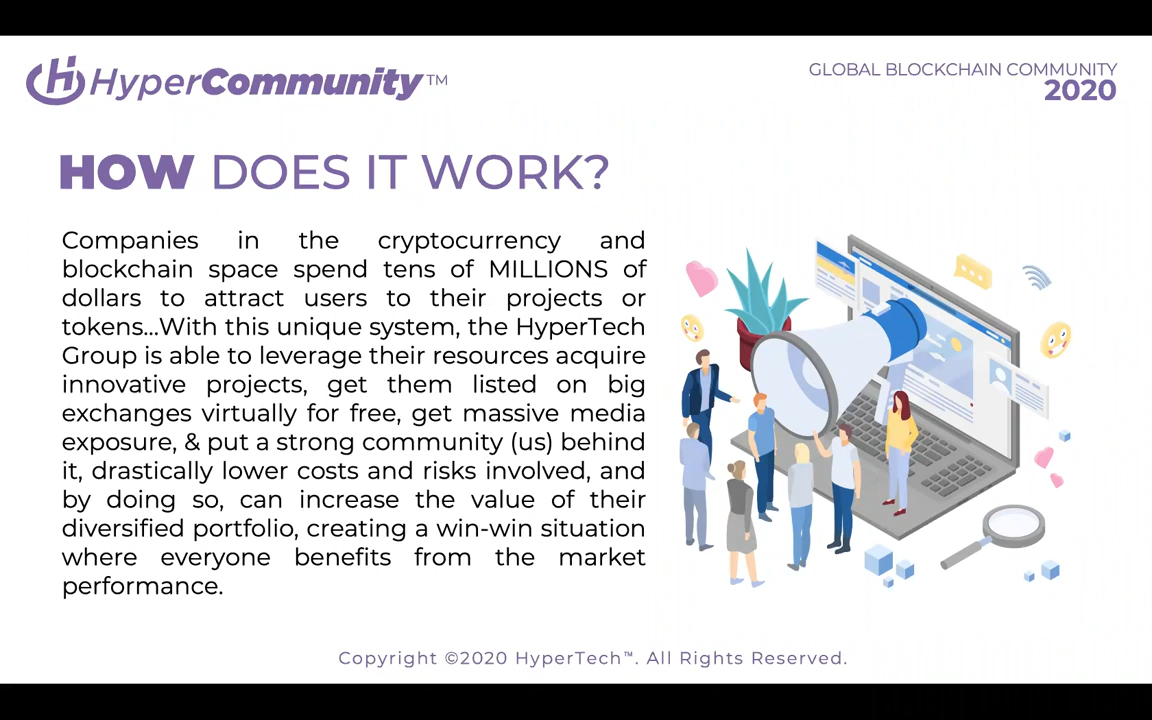 HyperCommunity™
GLOBAL BLOCKCHAIN COMMUNITY
2020
HOW DOES IT WORK?
Companies in the cryptocurrency and
blockchain space spend tens of MILLIONS of
dollars to attract users to their projects or
tokens...With this unique system, the HyperTech
Group is able to leverage their resources acquire
innovative projects, get them listed on big
exchanges virtually for free, get massive media
exposure, & put a strong community (us) behind
it, drastically lower costs and risks involved, and
by doing so, can increase the value of their
diversified portfolio, creating a win-win situation
where everyone benefits from the market
performance.
Copyright ©2020 HyperTech™. All Rights Reserved.